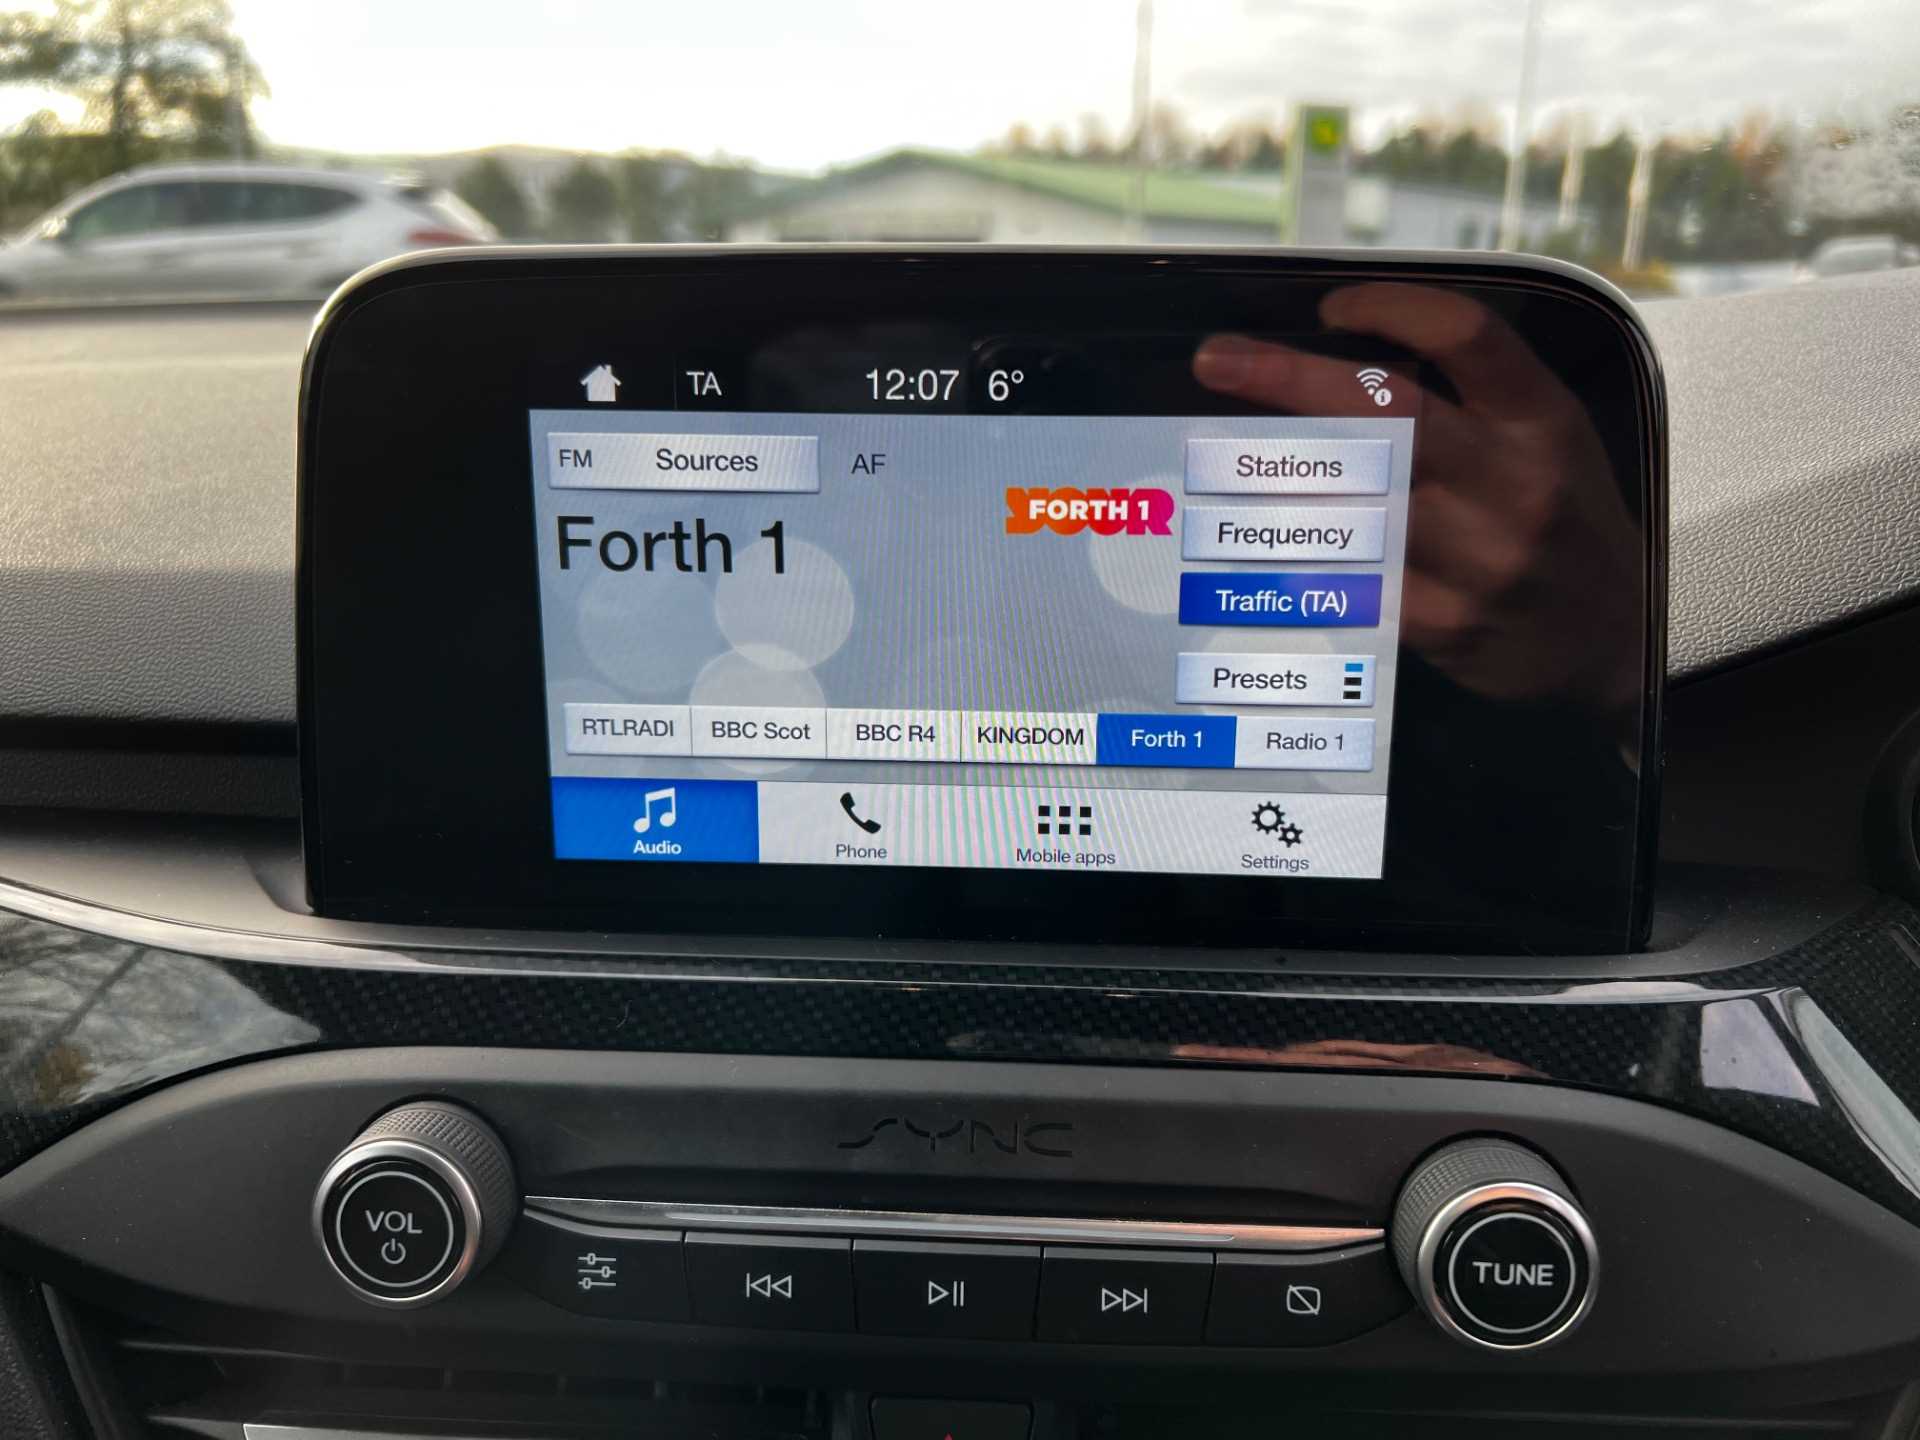 TA 12:07 6°
FM Sources AF
Stations
YOUR
FORTH 1
Forth 1
Frequency
Traffic (TA)
Presets
RTLRADI BBC Scot BBC R4 KINGDOM Forth 1 Radio 1
Audio Phone Mobile apps Settings
SYNC
VOL
TUNE